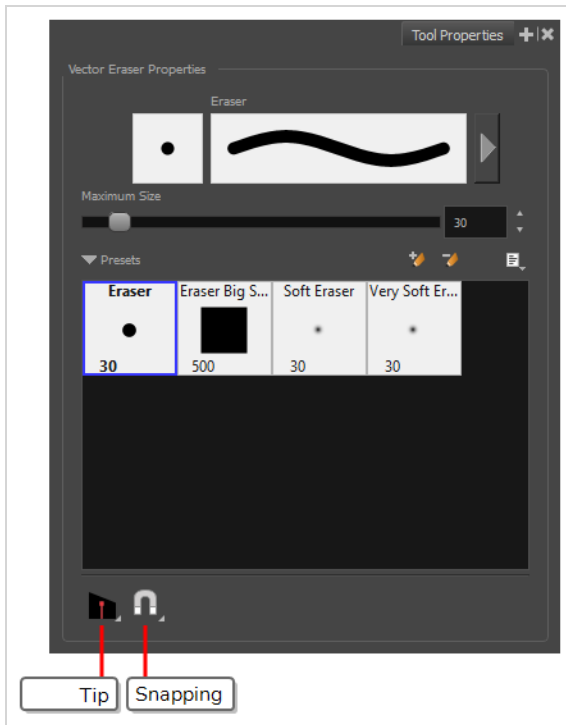 Tool Properties
Vector Eraser Properties
Eraser
Maximum Size
30
Presets
Eraser
Eraser Big S...
Soft Eraser
Very Soft Er...
30
500
30
30
Tip
Snapping